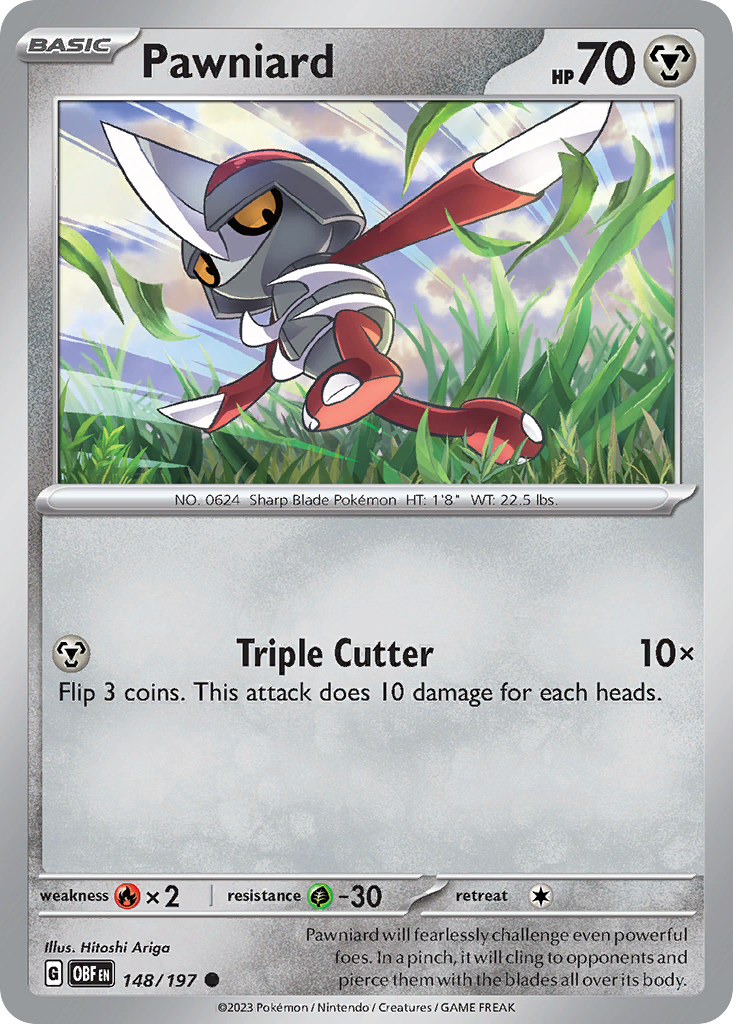 BASIC
Pawniard
HP 70
NO. 0624 Sharp Blade Pokémon HT: 1'8" WT: 22.5 lbs.
Triple Cutter 10×
Flip 3 coins. This attack does 10 damage for each heads.
weakness ×2 resistance -30 retreat
Illus. Hitoshi Ariga
Pawniard will fearlessly challenge even powerful
foes. In a pinch, it will cling to opponents and
pierce them with the blades all over its body.
G OBF EN 148/197
©2023 Pokémon / Nintendo / Creatures / GAME FREAK